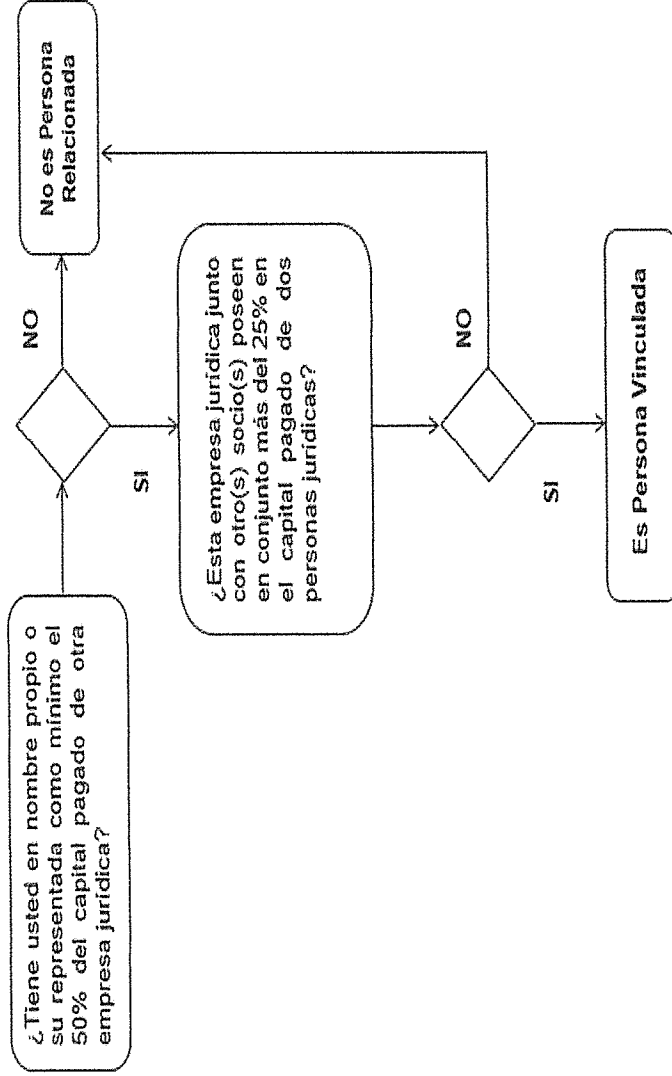 ¿Tiene usted en nombre propio o
su representada como mínimo el
50% del capital pagado de otra
empresa jurídica?
NO
No es Persona
Relacionada
SI
¿Esta empresa jurídica junto
con otro(s) socio(s) poseen
en conjunto más del 25% en
el capital pagado de dos
personas jurídicas?
NO
SI
Es Persona Vinculada